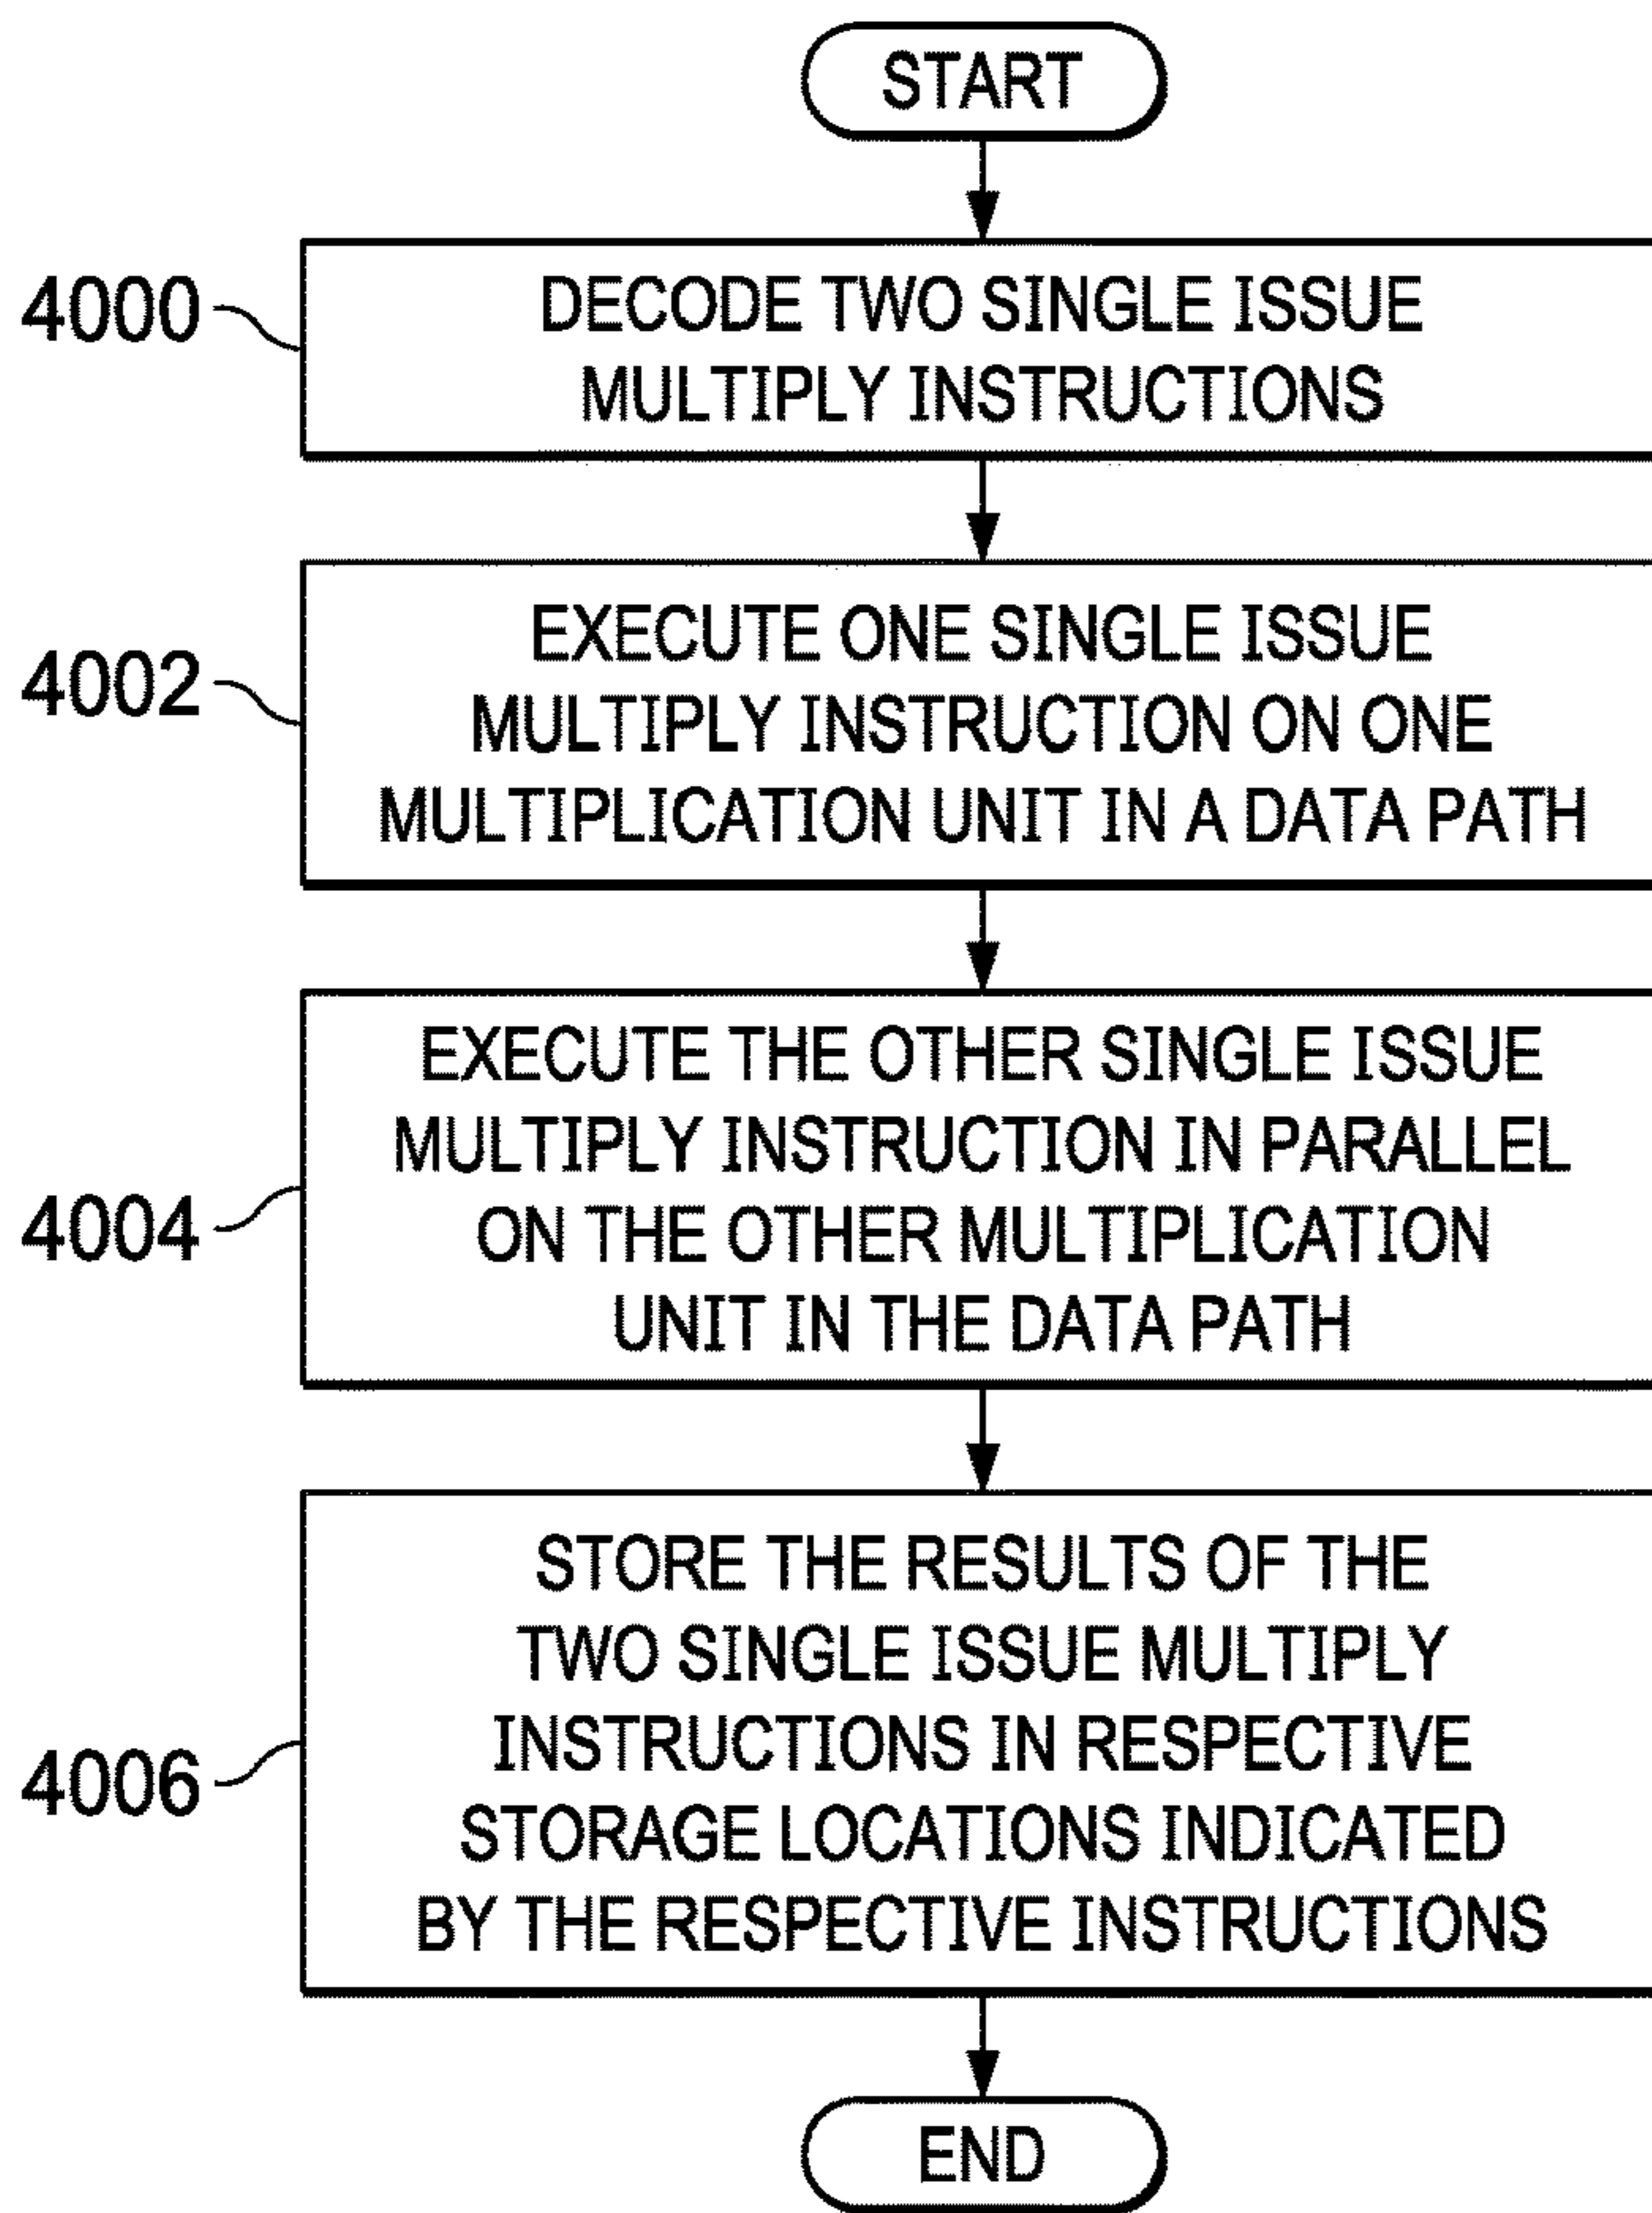 START
4000
DECODE TWO SINGLE ISSUE
MULTIPLY INSTRUCTIONS
4002
EXECUTE ONE SINGLE ISSUE
MULTIPLY INSTRUCTION ON ONE
MULTIPLICATION UNIT IN A DATA PATH
4004
EXECUTE THE OTHER SINGLE ISSUE
MULTIPLY INSTRUCTION IN PARALLEL
ON THE OTHER MULTIPLICATION
UNIT IN THE DATA PATH
4006
STORE THE RESULTS OF THE
TWO SINGLE ISSUE MULTIPLY
INSTRUCTIONS IN RESPECTIVE
STORAGE LOCATIONS INDICATED
BY THE RESPECTIVE INSTRUCTIONS
END